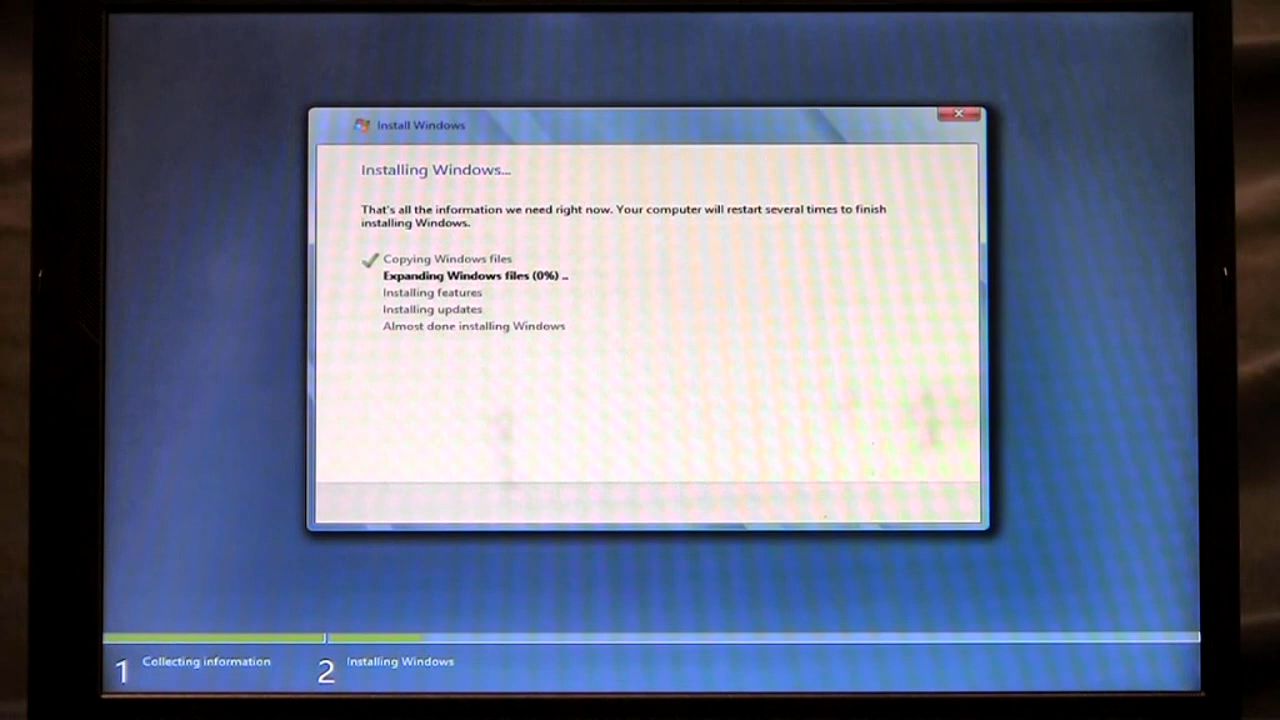 Install Windows
Installing Windows...
That's all the information we need right now. Your computer will restart several times to finish
installing Windows.
Copying Windows files
Expanding Windows files (0%) ..
Installing features
Installing updates
Almost done installing Windows
1 Collecting information 2 Installing Windows